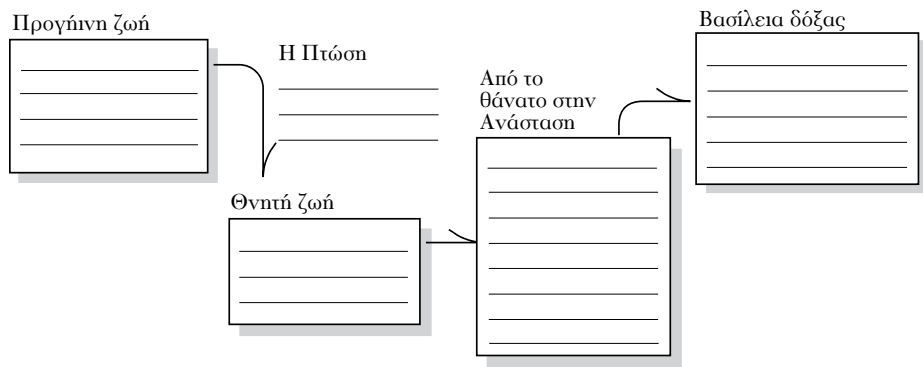 Προγήινη ζωή
Η Πτώση
Θνητή ζωή
Από το
θάνατο στην
Ανάσταση
Βασίλεια δόξας